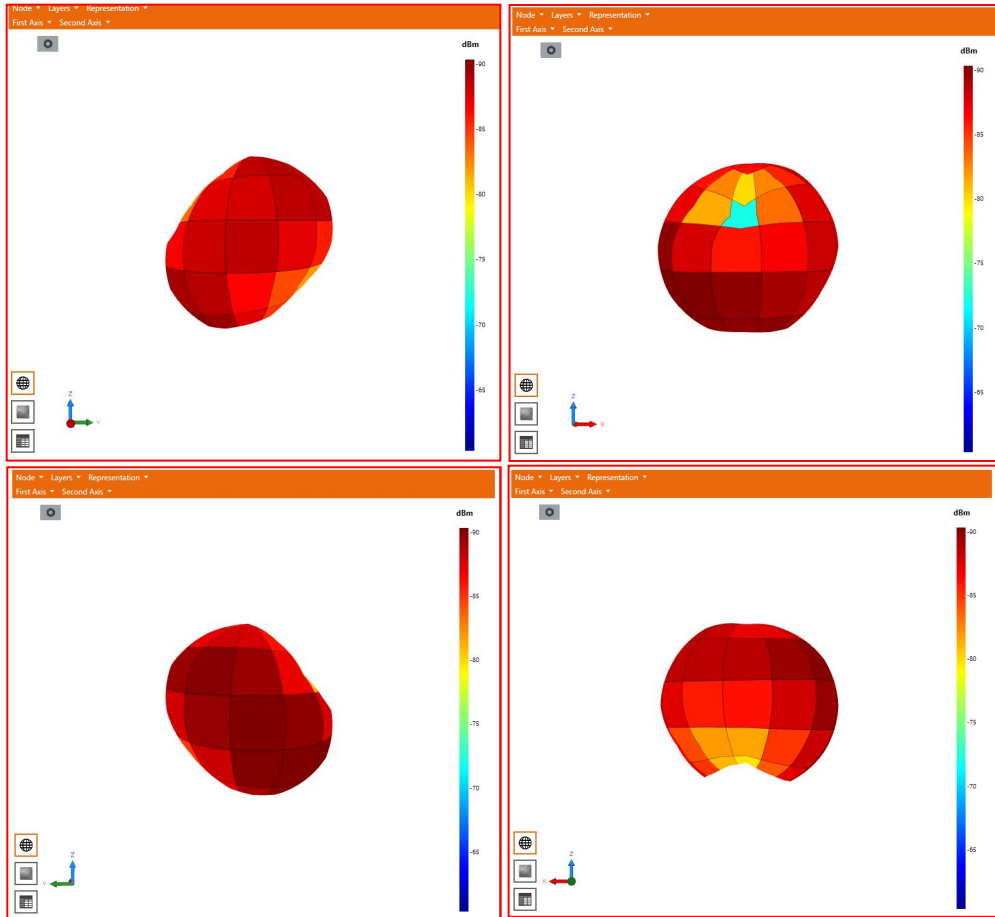 Node Layers Representation
First Axis Second Axis
dBm
-90
-85
-80
-75
-70
-65
Z
Y
Node Layers Representation
First Axis Second Axis
dBm
-90
-85
-80
-75
-70
-65
Z
X
Node Layers Representation
First Axis Second Axis
dBm
-90
-85
-80
-75
-70
-65
Z
Y
Node Layers Representation
First Axis Second Axis
dBm
-90
-85
-80
-75
-70
-65
Z
X